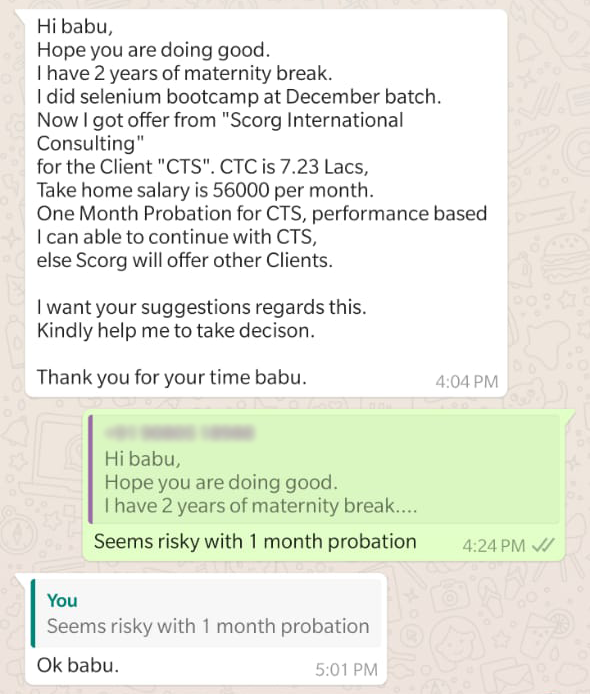 Hi babu,
Hope you are doing good.
I have 2 years of maternity break.
I did selenium bootcamp at December batch.
Now I got offer from "Scorg International
Consulting"
for the Client "CTS". CTC is 7.23 Lacs,
Take home salary is 56000 per month.
One Month Probation for CTS, performance based
I can able to continue with CTS,
else Scorg will offer other Clients.
I want your suggestions regards this.
Kindly help me to take decison.
Thank you for your time babu.
4:04 PM
Hi babu,
Hope you are doing good.
I have 2 years of maternity break....
Seems risky with 1 month probation
4:24 PM
You
Seems risky with 1 month probation
Ok babu.
5:01 PM